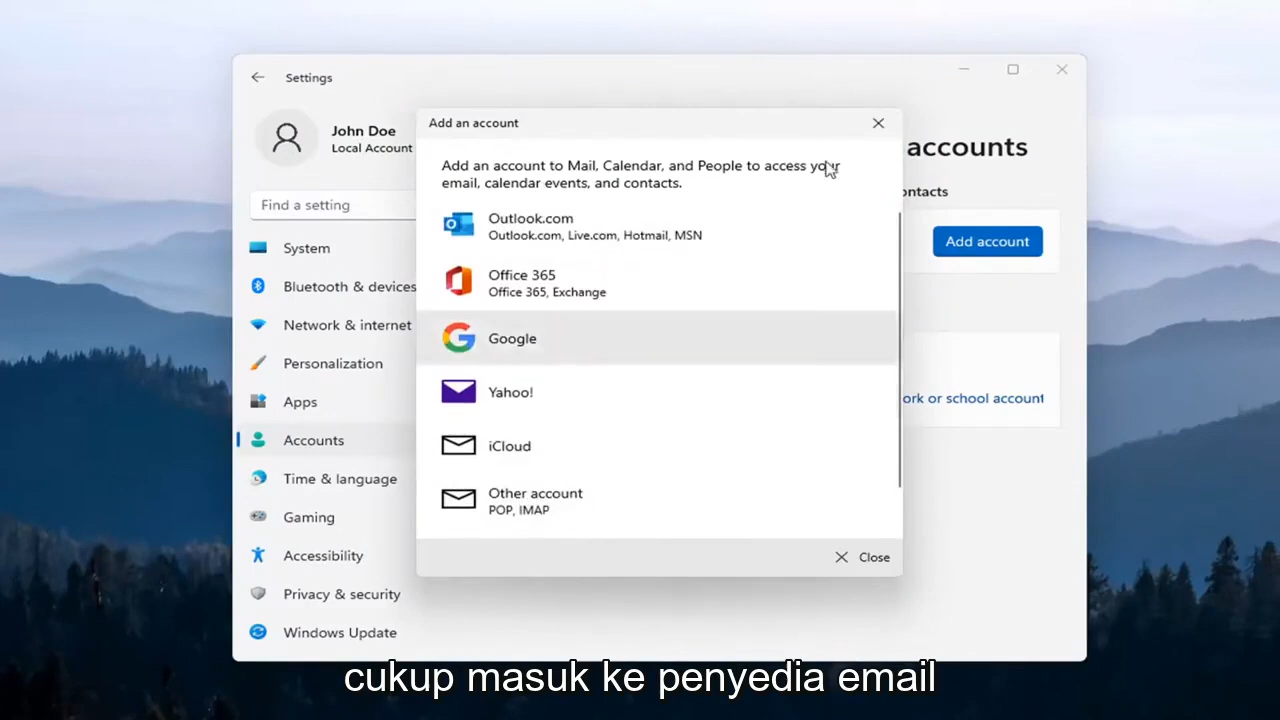 Settings
John Doe
Local Account
Find a setting
System
Bluetooth & devices
Network & internet
Personalization
Apps
Accounts
Time & language
Gaming
Accessibility
Privacy & security
Windows Update
Add an account
Add an account to Mail, Calendar, and People to access your
email, calendar events, and contacts.
Outlook.com
Outlook.com, Live.com, Hotmail, MSN
Office 365
Office 365, Exchange
Google
Yahoo!
iCloud
Other account
POP, IMAP
Close
accounts
Add account
or school account
cukup masuk ke penyedia email